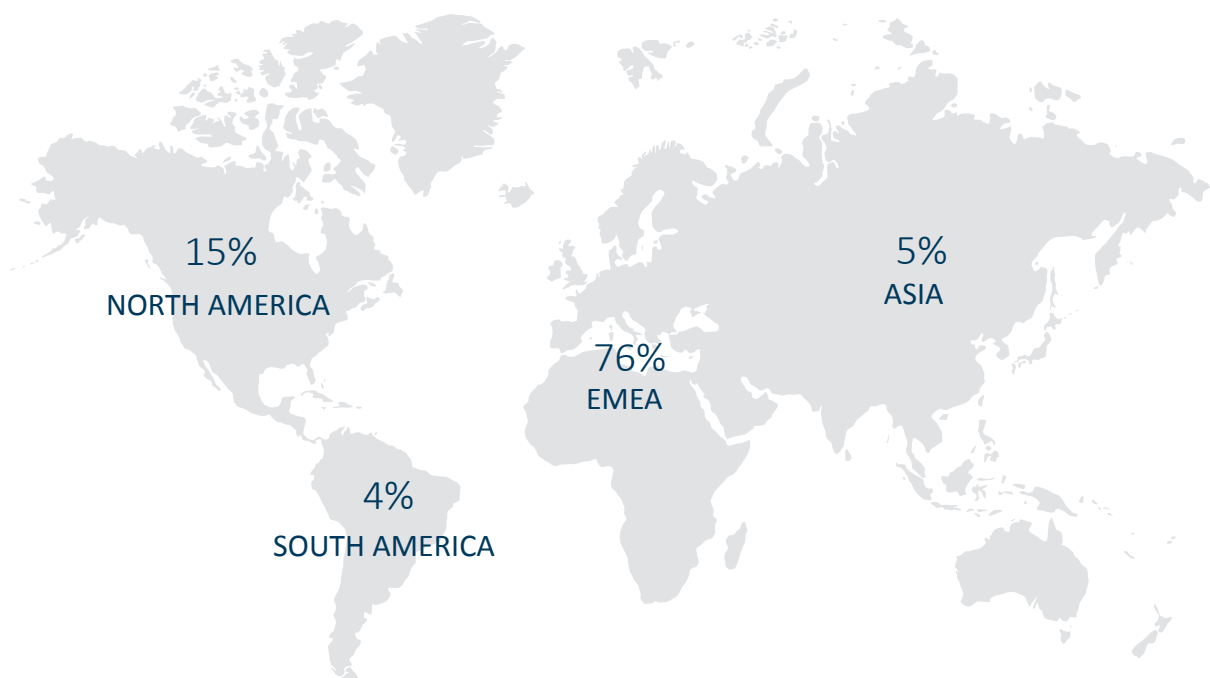 15%
NORTH AMERICA
5%
ASIA
76%
EMEA
4%
SOUTH AMERICA